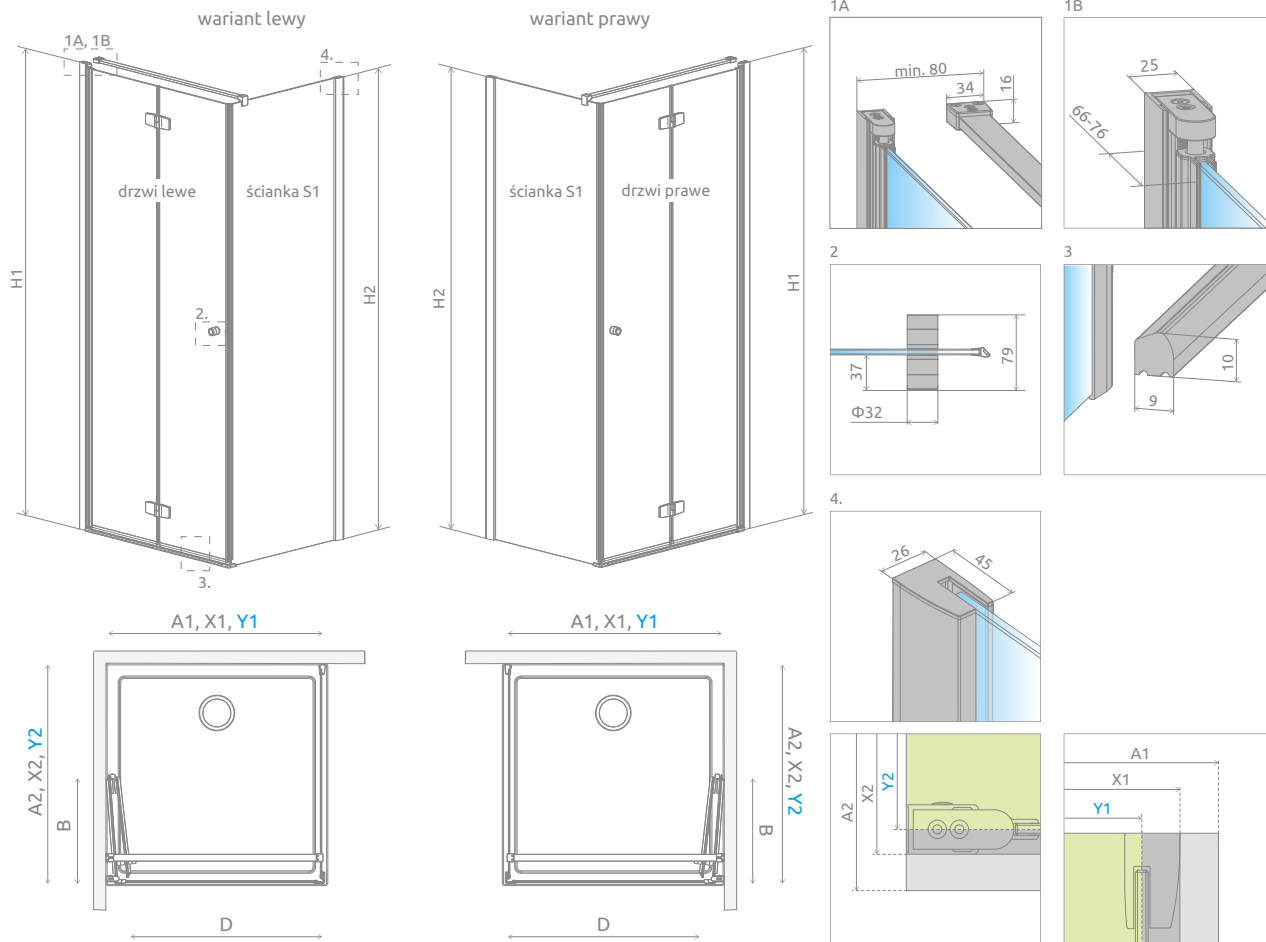 wariant lewy
1A, 1B
4.
drzwi lewe
ścianka S1
2.
H1
H2
3.
wariant prawy
ścianka S1
drzwi prawe
H2
H1
1A
min. 80
34
16
1B
25
66-76
2
37
79
Φ32
3
10
9
4.
26
45
A1, X1, Y1
A2, X2, Y2
B
D
A1, X1, Y1
A2, X2, Y2
B
D
A2
X2
Y2
A1
X1
Y1